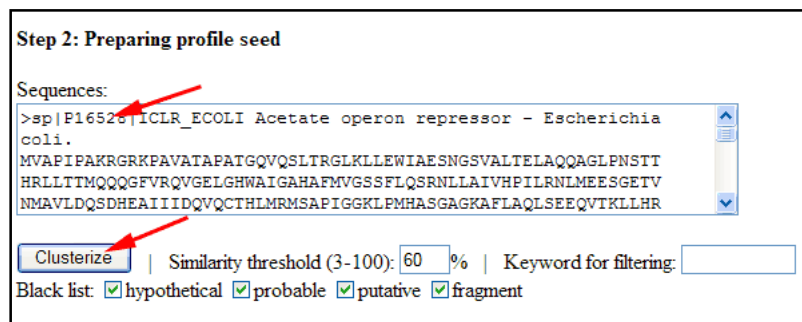 Step 2: Preparing profile seed
Sequences:
>sp|P16528|ICLR_ECOLI Acetate operon repressor - Escherichia
coli.
MVAPIPAKRGRKPAVATAPATGQVQSLTRGLKLLEWIAESNGSVALTELAQQAGLPNSTT
HRLLTTMQQQGFVRQVGELGHWAIGAHAFMVGSSFLQSRNLLAIVHPILRNLMEESGETV
NMAVLDQSDHEAIIIDQVQCTHLMRMSAPIGGKLPMHASGAGKAFLAQLSEEQVTKLLHR
Clusterize | Similarity threshold (3-100): 60 % | Keyword for filtering:
Black list: hypothetical probable putative fragment